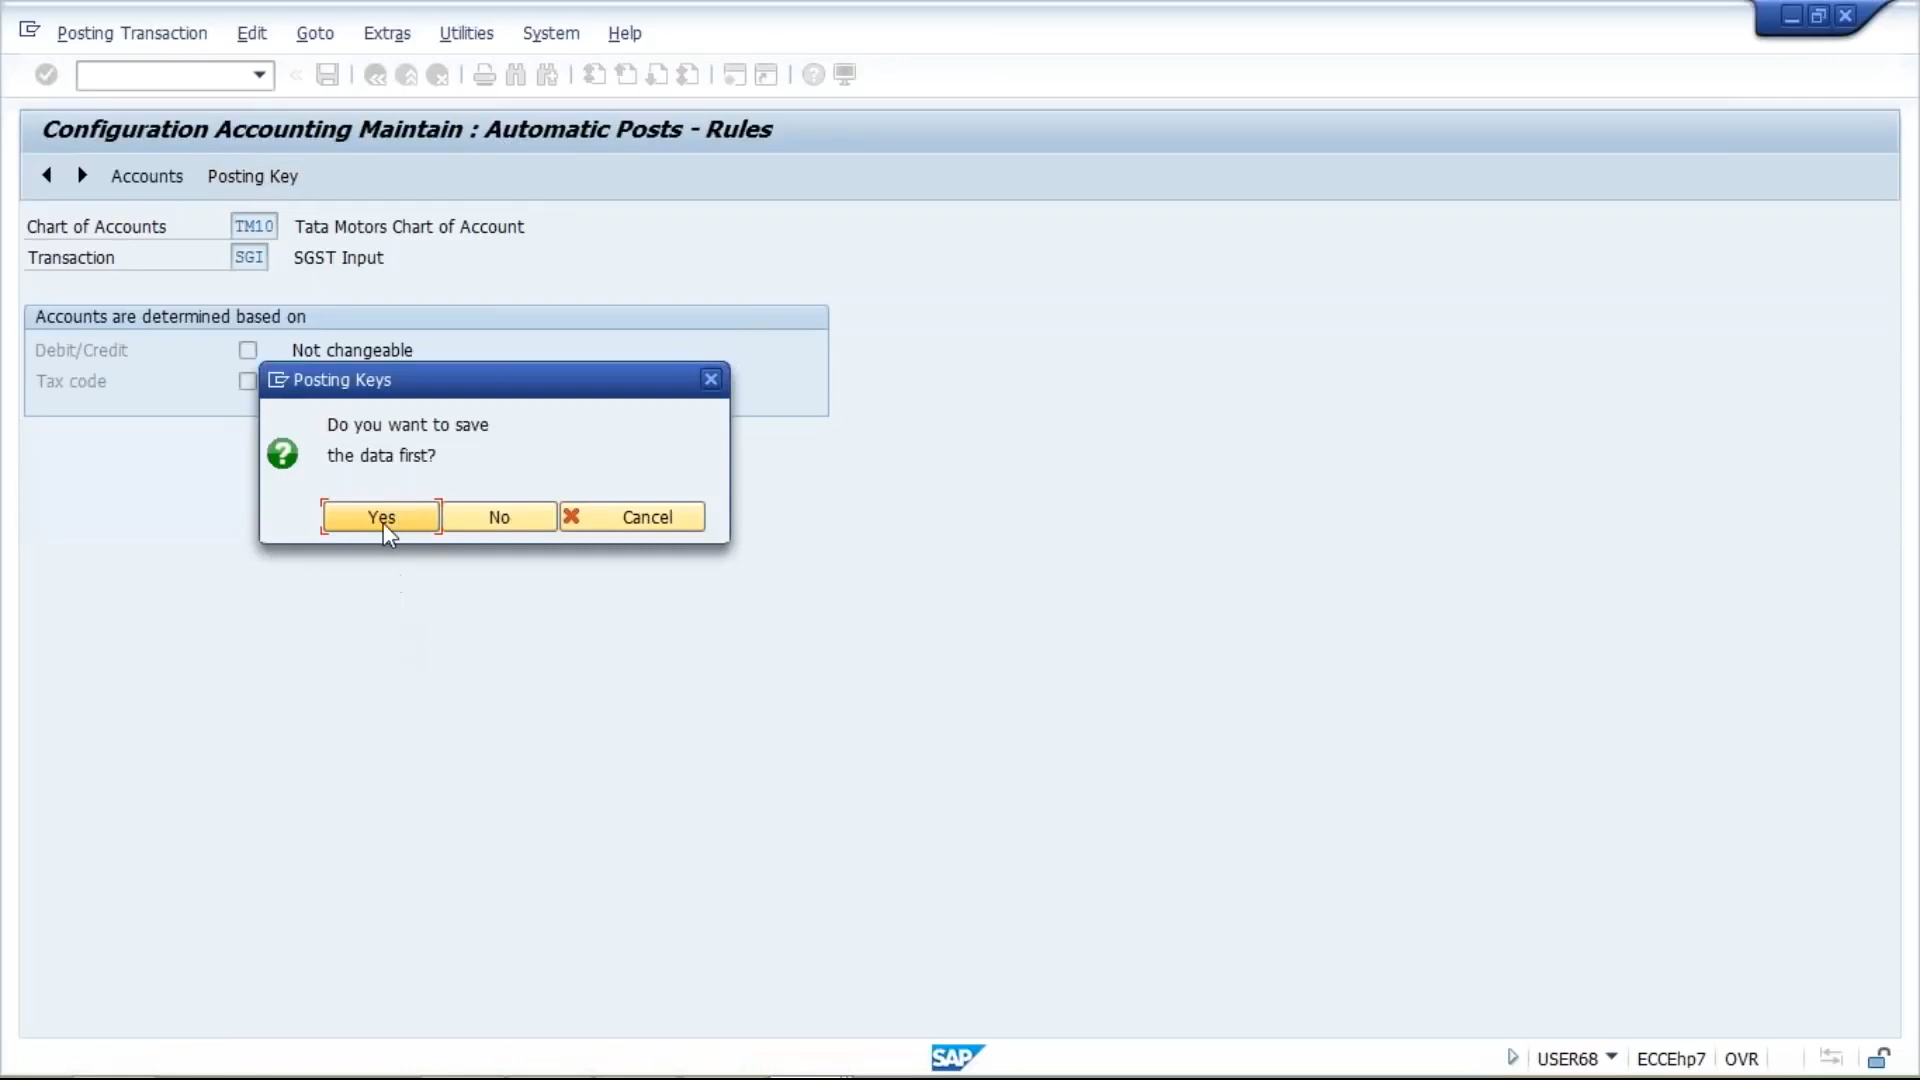 Posting Transaction Edit Goto Extras Utilities System Help
Configuration Accounting Maintain : Automatic Posts - Rules
Accounts Posting Key
Chart of Accounts TM10 Tata Motors Chart of Account
Transaction SGI SGST Input
Accounts are determined based on
Debit/Credit Not changeable
Tax code
Posting Keys
Do you want to save
the data first?
Yes No Cancel
SAP USER68 ECCEhp7 OVR